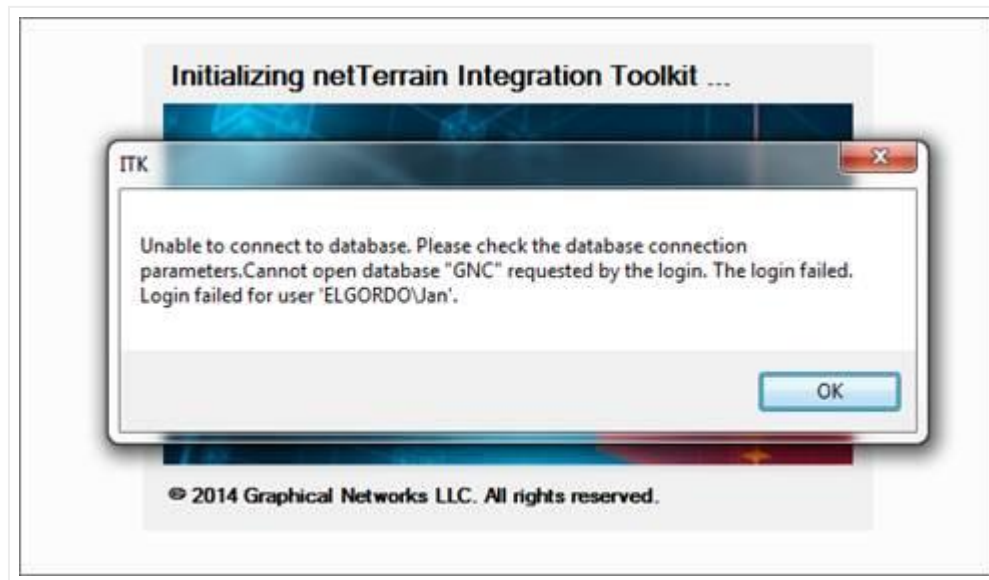 Initializing netTerrain Integration Toolkit ...
ITK
Unable to connect to database. Please check the database connection
parameters.Cannot open database "GNC" requested by the login. The login failed.
Login failed for user 'ELGORDO\Jan'.
OK
© 2014 Graphical Networks LLC. All rights reserved.